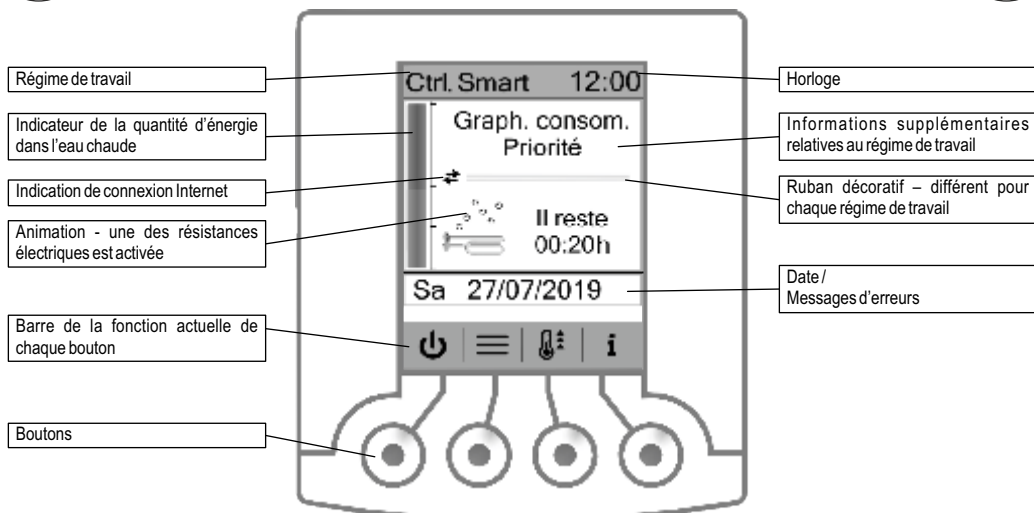 Régime de travail
Indicateur de la quantité d'énergie
dans l'eau chaude
Indication de connexion Internet
Animation - une des résistances
électriques est activée
Barre de la fonction actuelle de
chaque bouton
Boutons
Ctrl. Smart 12:00
Graph. consom.
Priorité
Il reste
00:20h
Sa 27/07/2019
i
Horloge
Informations supplémentaires
relatives au régime de travail
Ruban décoratif – différent pour
chaque régime de travail
Date /
Messages d'erreurs